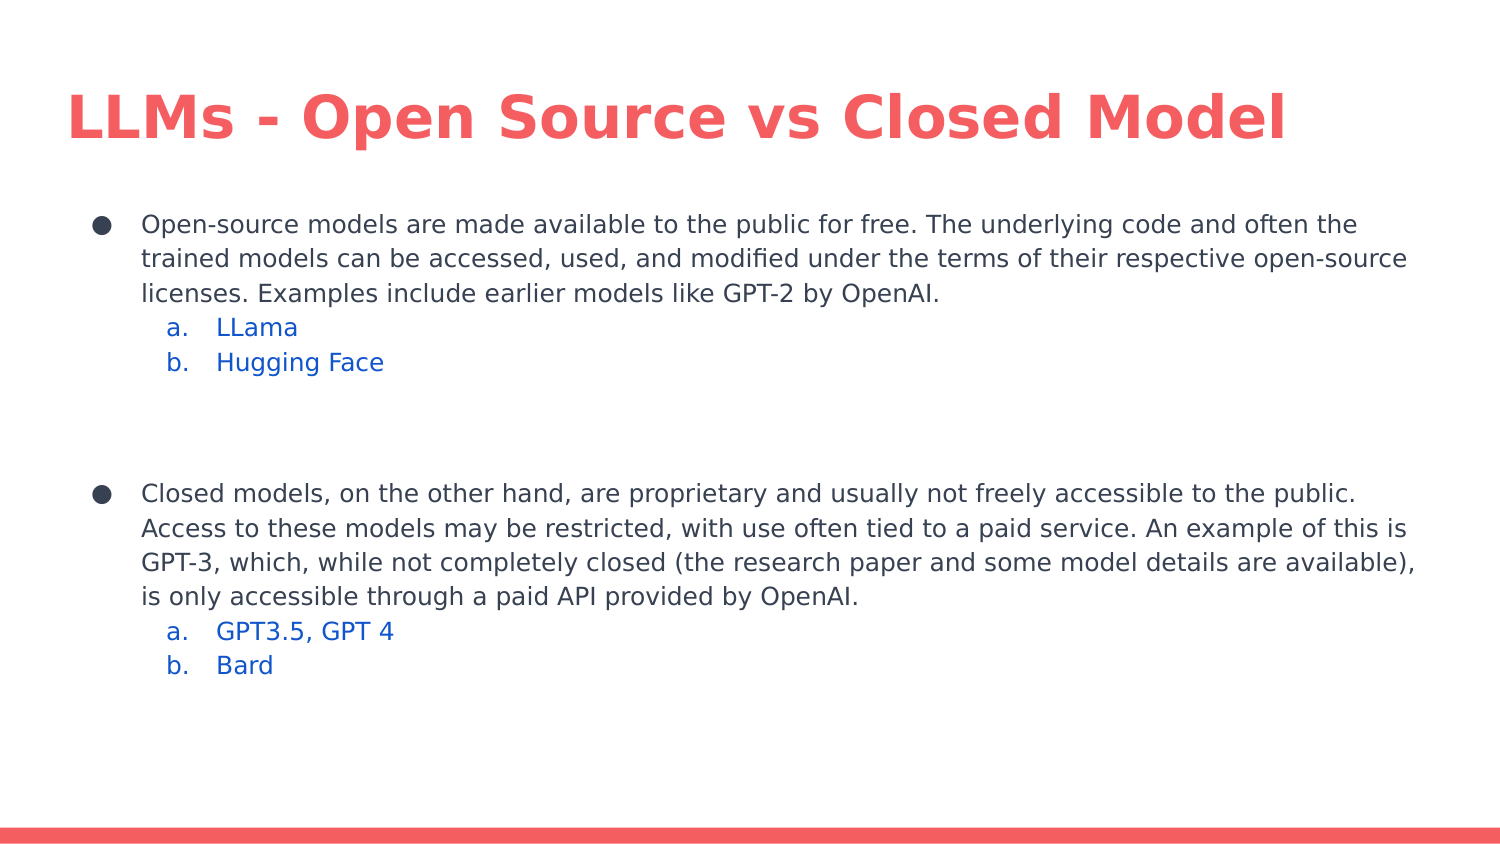 LLMs - Open Source vs Closed Model
● Open-source models are made available to the public for free. The underlying code and often the
trained models can be accessed, used, and modified under the terms of their respective open-source
licenses. Examples include earlier models like GPT-2 by OpenAI.
a. LLama
b. Hugging Face
● Closed models, on the other hand, are proprietary and usually not freely accessible to the public.
Access to these models may be restricted, with use often tied to a paid service. An example of this is
GPT-3, which, while not completely closed (the research paper and some model details are available),
is only accessible through a paid API provided by OpenAI.
a. GPT3.5, GPT 4
b. Bard